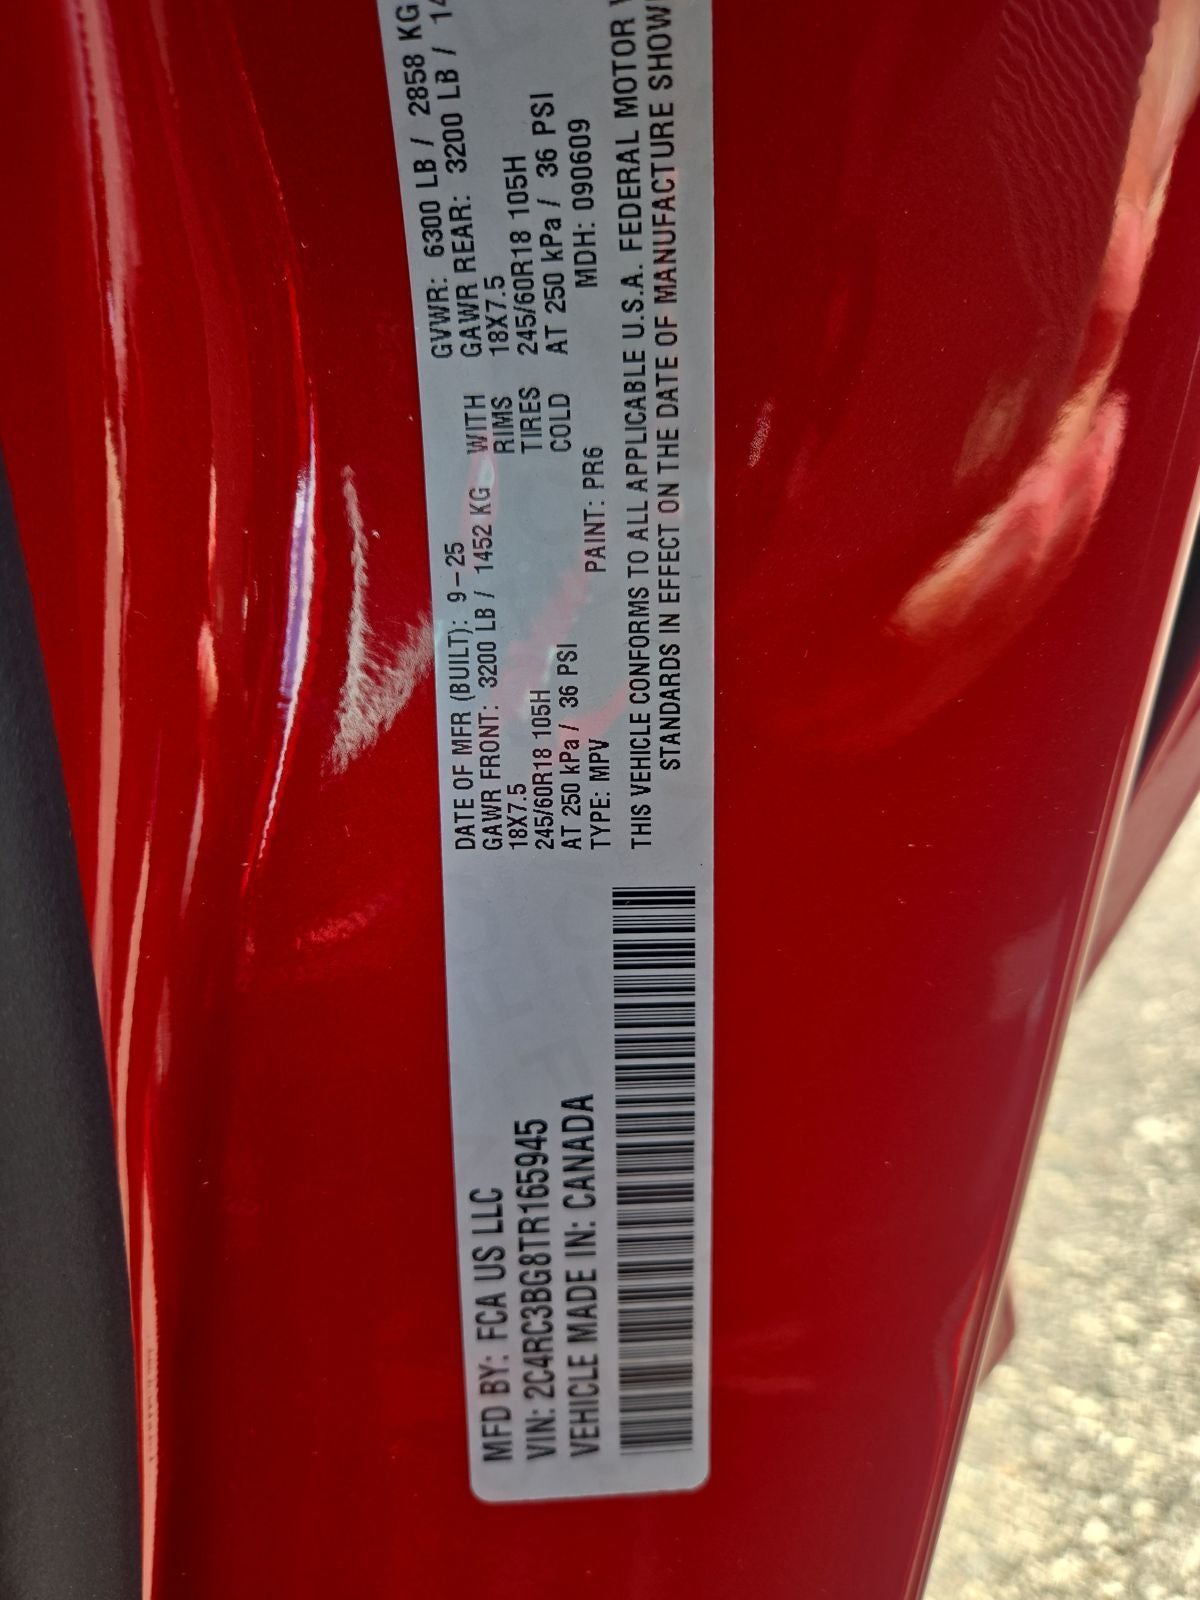 MFD BY: FCA US LLC
VIN: 2C4RC3BG8TR165945
VEHICLE MADE IN: CANADA
DATE OF MFR (BUILT): 9-25
GAWR FRONT: 3200 LB / 1452 KG WITH
18X7.5 RIMS
245/60R18 105H TIRES
AT 250 kPa / 36 PSI COLD
TYPE: MPV PAINT: PR6
GVWR: 6300 LB / 2858 KG
GAWR REAR: 3200 LB / 14
18X7.5
245/60R18 105H
AT 250 kPa / 36 PSI
MDH: 090609
THIS VEHICLE CONFORMS TO ALL APPLICABLE U.S.A. FEDERAL MOTOR
STANDARDS IN EFFECT ON THE DATE OF MANUFACTURE SHOW